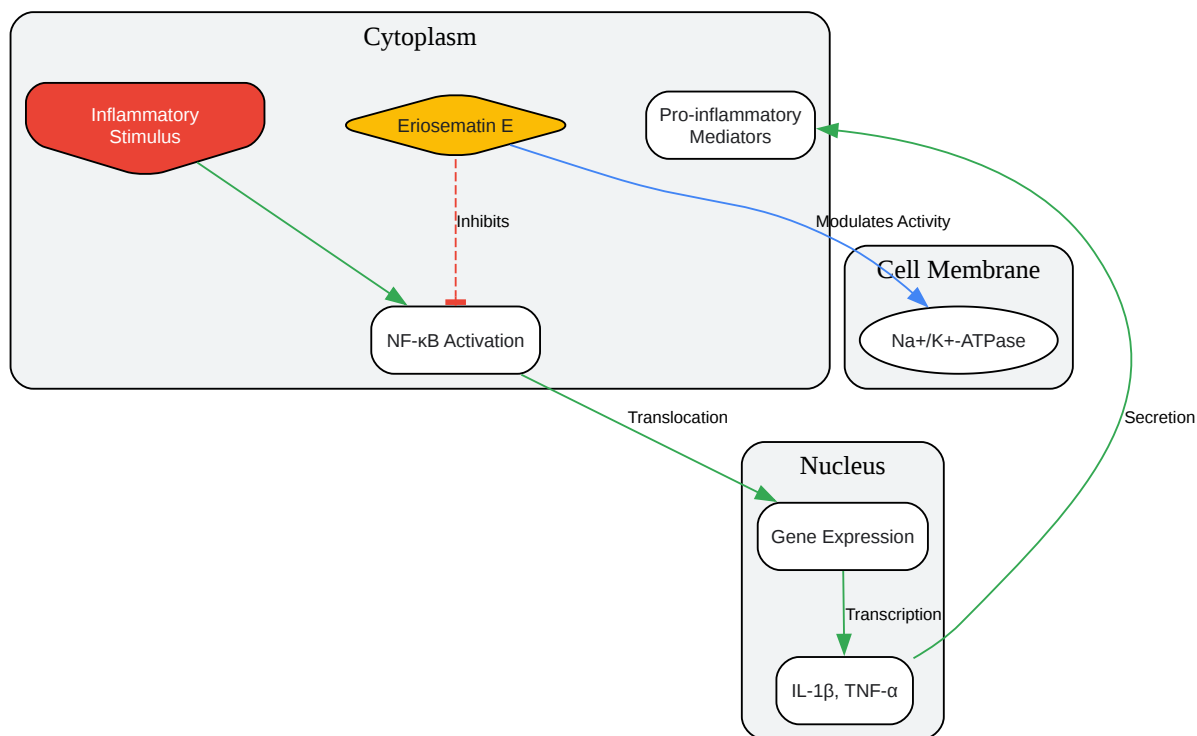 Cytoplasm
Inflammatory
Stimulus
Eriosematin E
Pro-inflammatory
Mediators
Inhibits
Modulates Activity
Cell Membrane
NF-κB Activation
Na+/K+-ATPase
Translocation
Secretion
Nucleus
Gene Expression
Transcription
IL-1β, TNF-α